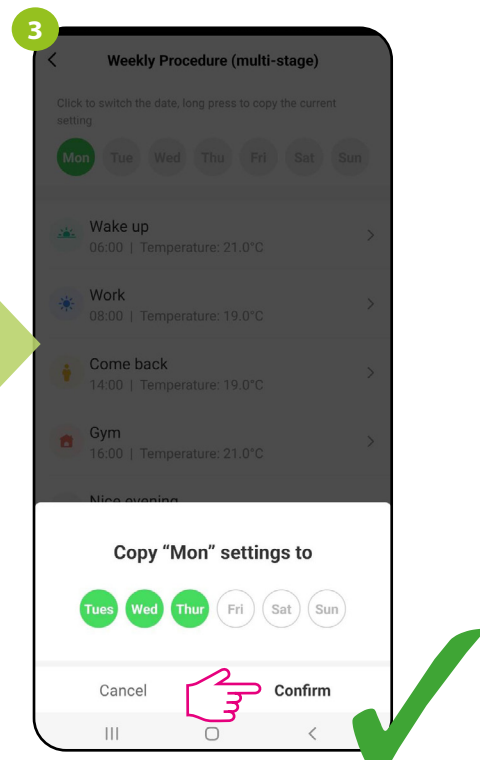 3
Weekly Procedure (multi-stage)
Click to switch the date, long press to copy the current
setting
Mon Tue Wed Thu Fri Sat Sun
Wake up
06:00 | Temperature: 21.0°C
Work
08:00 | Temperature: 19.0°C
Come back
14:00 | Temperature: 19.0°C
Gym
16:00 | Temperature: 21.0°C
Nice evening
Copy “Mon” settings to
Tues Wed Thur Fri Sat Sun
Cancel Confirm